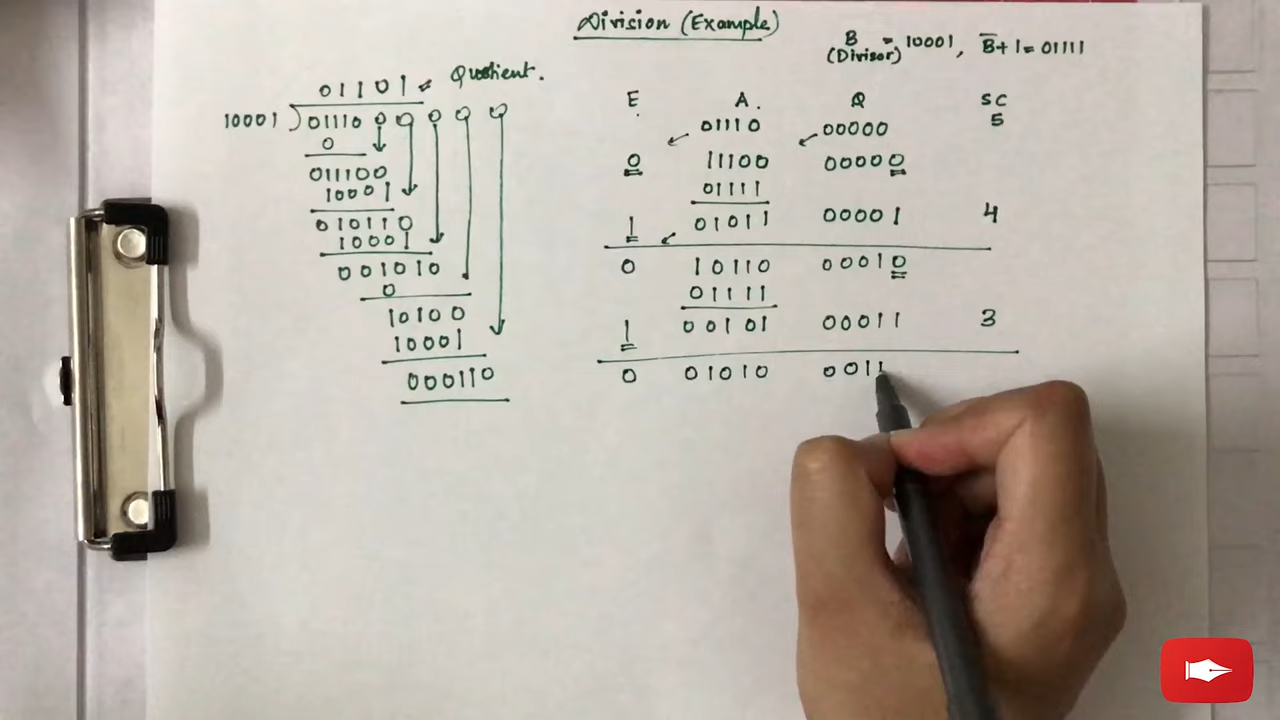 Division (Example)
B = 10001, B̅+1 = 01111
(Divisor)
01101 ← Quotient.
10001 )01110 0 0 0 0 0
0
011100
10001
010110
10001
001010
0
10100
10001
000110
E A. Q SC
01110 00000 5
0 11100 00000
01111
1 01011 00001 4
0 10110 00010
01111
1 00101 00011 3
0 01010 0011